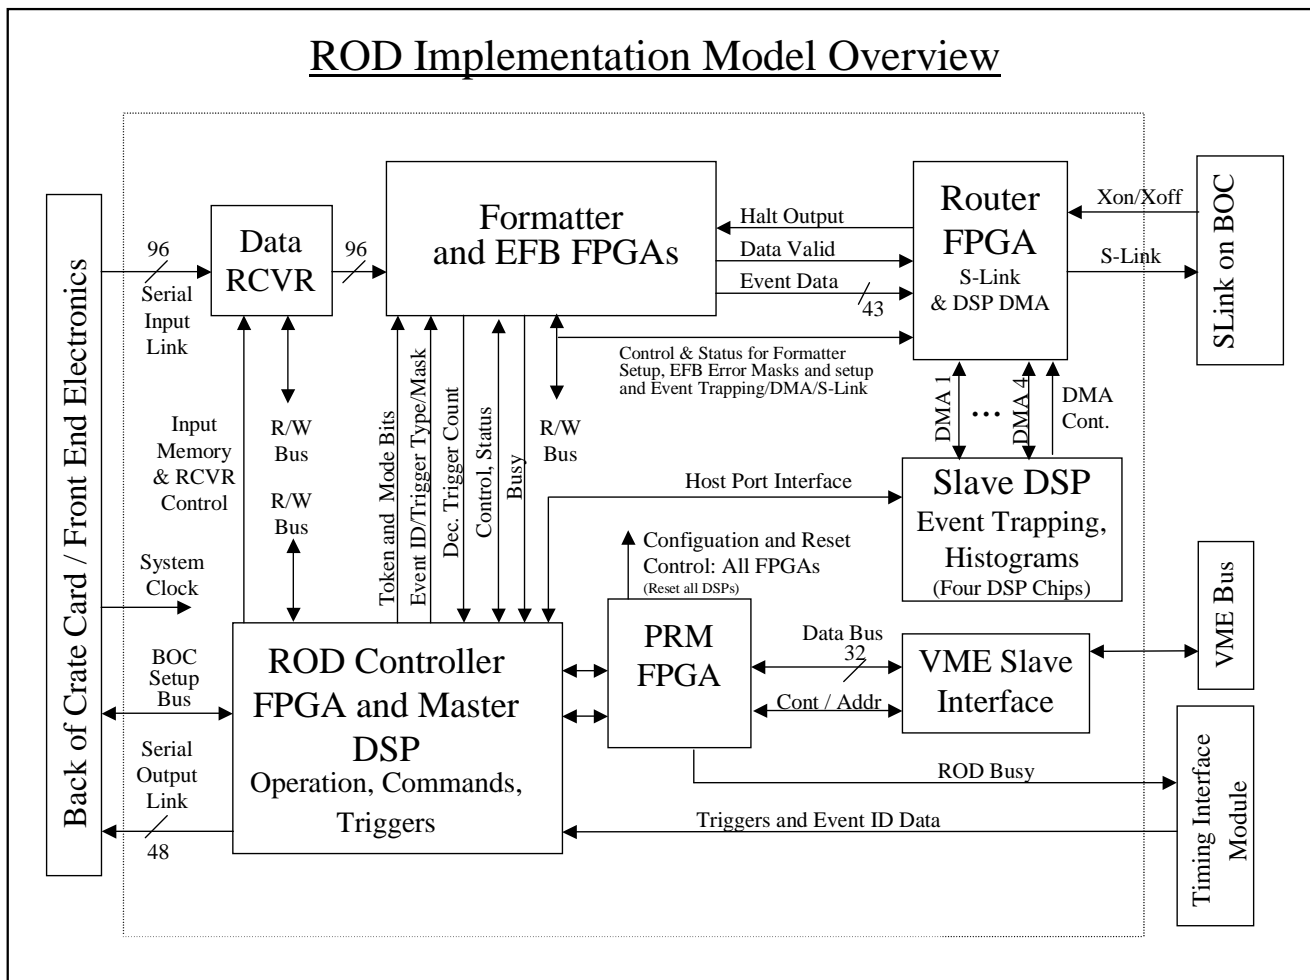 ROD Implementation Model Overview
Back of Crate Card / Front End Electronics
96
Serial
Input
Link
Data
RCVR
96
Formatter
and EFB FPGAs
Halt Output
Data Valid
Event Data
43
Router
FPGA
S-Link
& DSP DMA
Xon/Xoff
S-Link
SLink on BOC
Control & Status for Formatter
Setup, EFB Error Masks and setup
and Event Trapping/DMA/S-Link
Input
Memory
& RCVR
Control
R/W
Bus
R/W
Bus
Token and Mode Bits
Event ID/Trigger Type/Mask
Dec. Trigger Count
Control, Status
Busy
R/W
Bus
DMA 1
...
DMA 4
DMA
Cont.
Host Port Interface
Slave DSP
Event Trapping,
Histograms
(Four DSP Chips)
System
Clock
Configuation and Reset
Control: All FPGAs
(Reset all DSPs)
BOC
Setup
Bus
ROD Controller
FPGA and Master
DSP
Operation, Commands,
Triggers
PRM
FPGA
Data Bus
32
Cont / Addr
VME Slave
Interface
VME Bus
Serial
Output
Link
48
ROD Busy
Triggers and Event ID Data
Timing Interface
Module